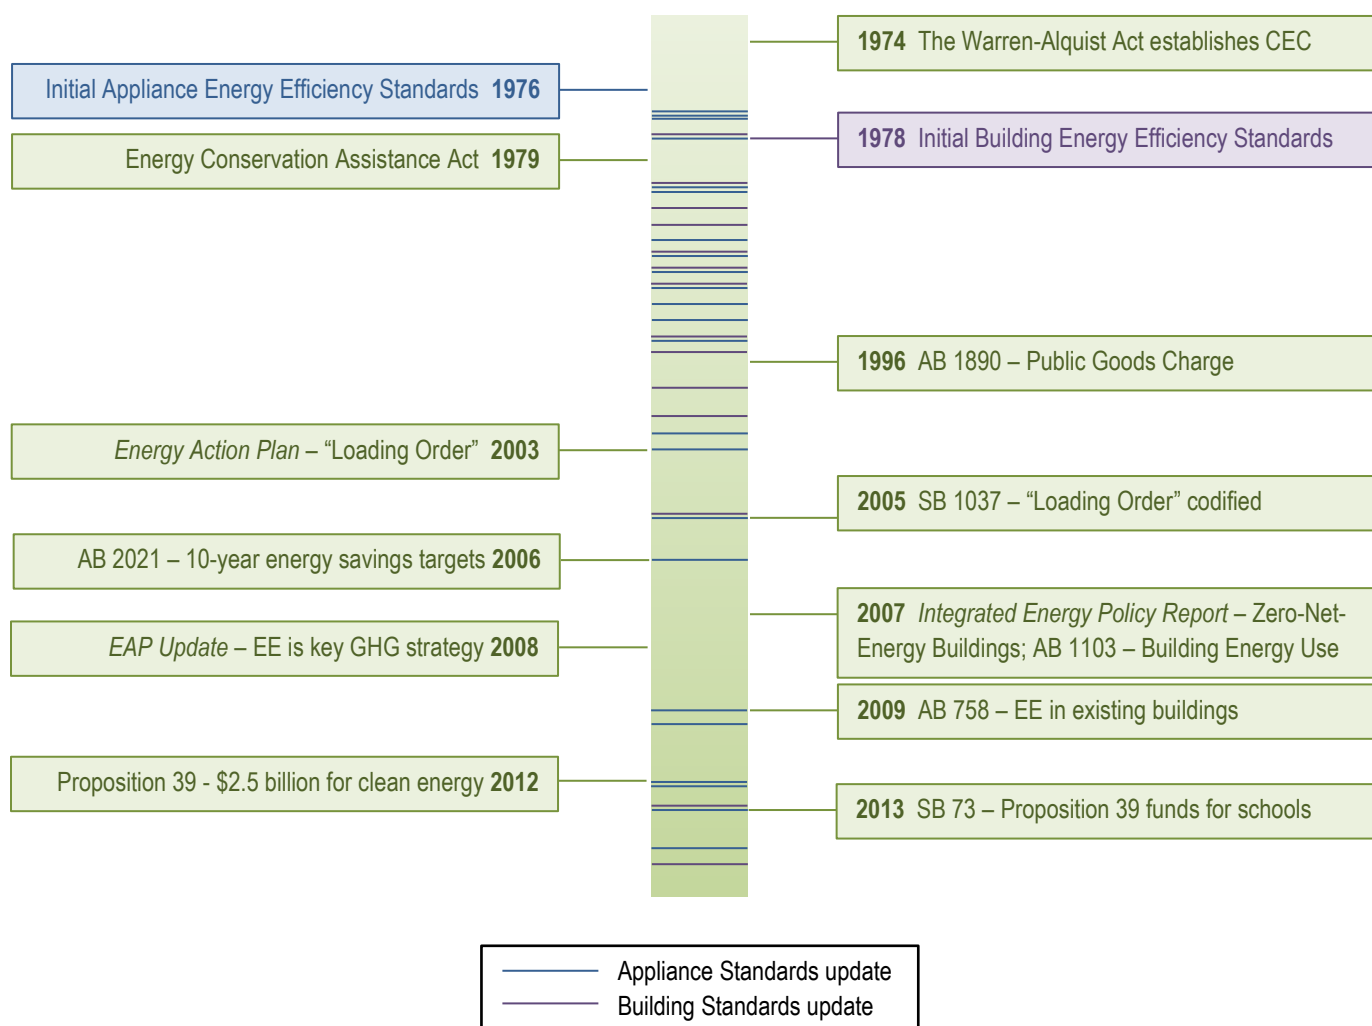 1974 The Warren-Alquist Act establishes CEC
Initial Appliance Energy Efficiency Standards 1976
1978 Initial Building Energy Efficiency Standards
Energy Conservation Assistance Act 1979
1996 AB 1890 – Public Goods Charge
Energy Action Plan – “Loading Order” 2003
2005 SB 1037 – “Loading Order” codified
AB 2021 – 10-year energy savings targets 2006
2007 Integrated Energy Policy Report – Zero-Net-
Energy Buildings; AB 1103 – Building Energy Use
EAP Update – EE is key GHG strategy 2008
2009 AB 758 – EE in existing buildings
Proposition 39 - $2.5 billion for clean energy 2012
2013 SB 73 – Proposition 39 funds for schools
Appliance Standards update
Building Standards update